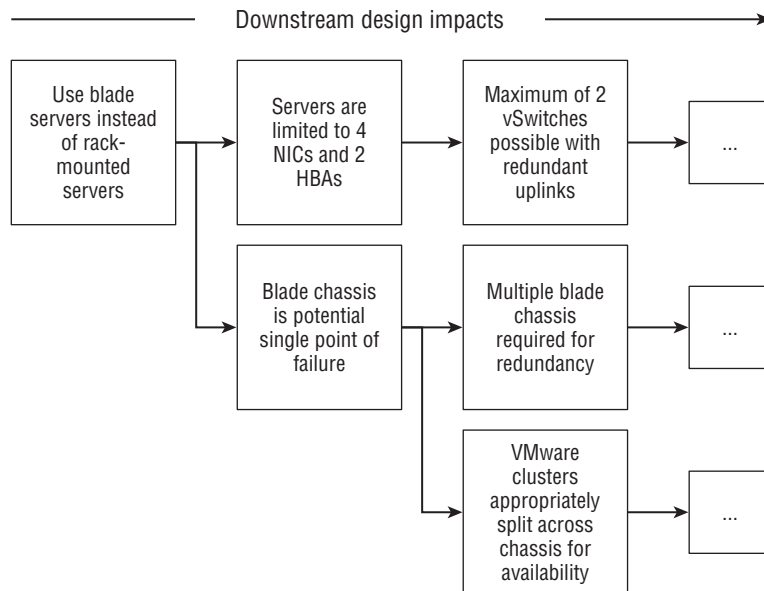 Downstream design impacts
Use blade
servers instead
of rack-
mounted
servers
Servers are
limited to 4
NICs and 2
HBAs
Maximum of 2
vSwitches
possible with
redundant
uplinks
...
Blade chassis
is potential
single point of
failure
Multiple blade
chassis
required for
redundancy
...
VMware
clusters
appropriately
split across
chassis for
availability
...